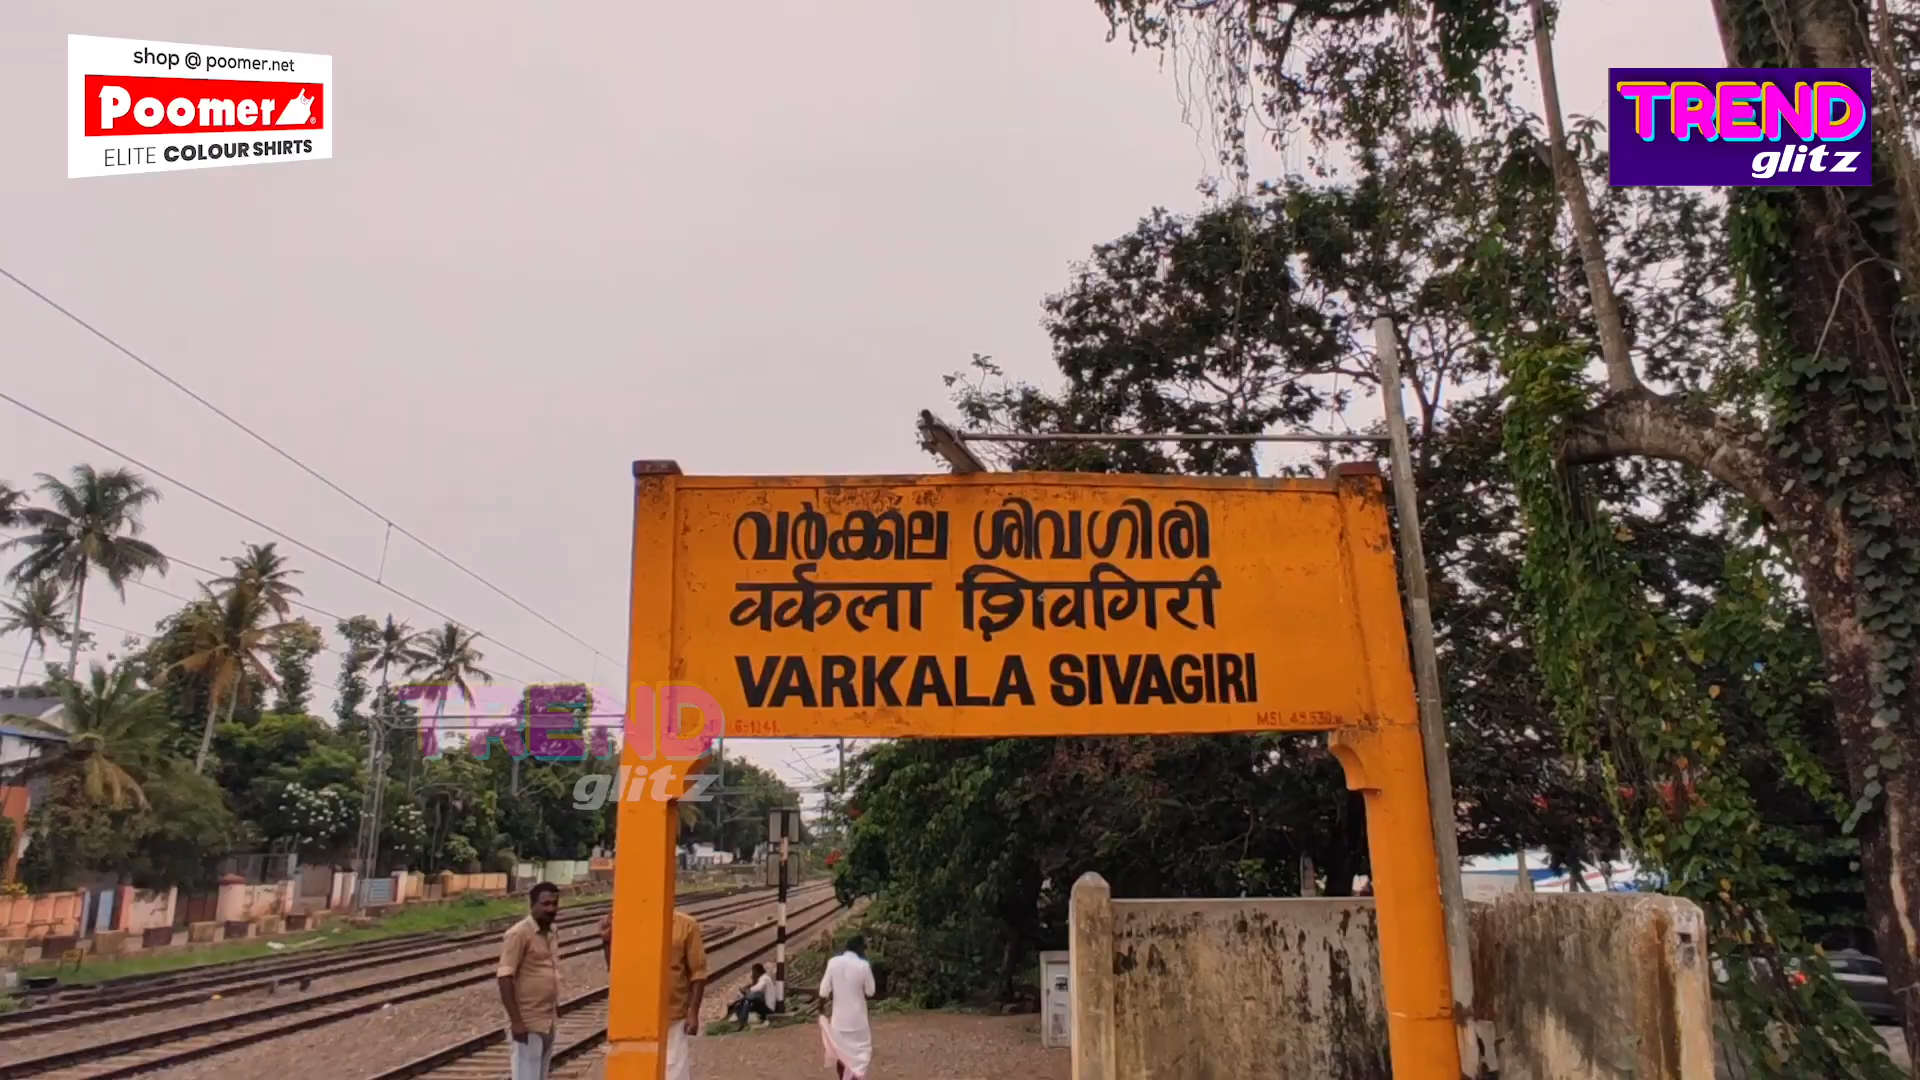 shop @ poomer.net
Poomer
ELITE COLOUR SHIRTS
TREND
glitz
വർക്കല ശിവഗിരി
वर्कला शिवगिरी
VARKALA SIVAGIRI
TREND
glitz